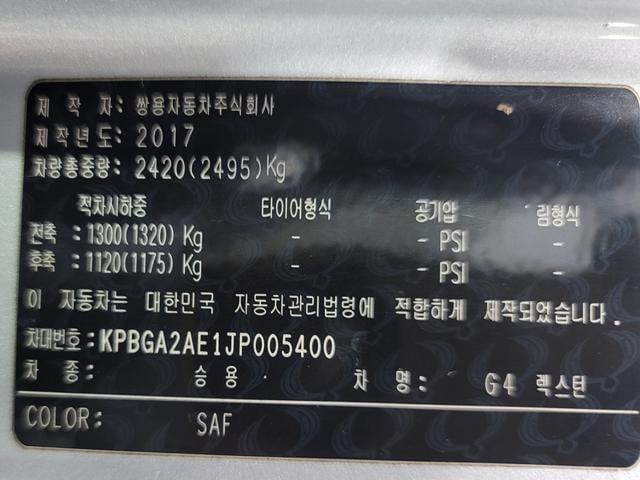 제 작 자: 쌍용자동차주식회사
제작년도: 2017
차량총중량: 2420(2495)Kg
적차시하중 타이어형식 공기압 림형식
전축 : 1300(1320) Kg - - PSI -
후축 : 1120(1175) Kg - - PSI -
이 자동차는 대한민국 자동차관리법령에 적합하게 제작되었습니다.
차대번호: KPBGA2AE1JP005400
차 종: 승 용 차 명: G4 렉스턴
COLOR: SAF